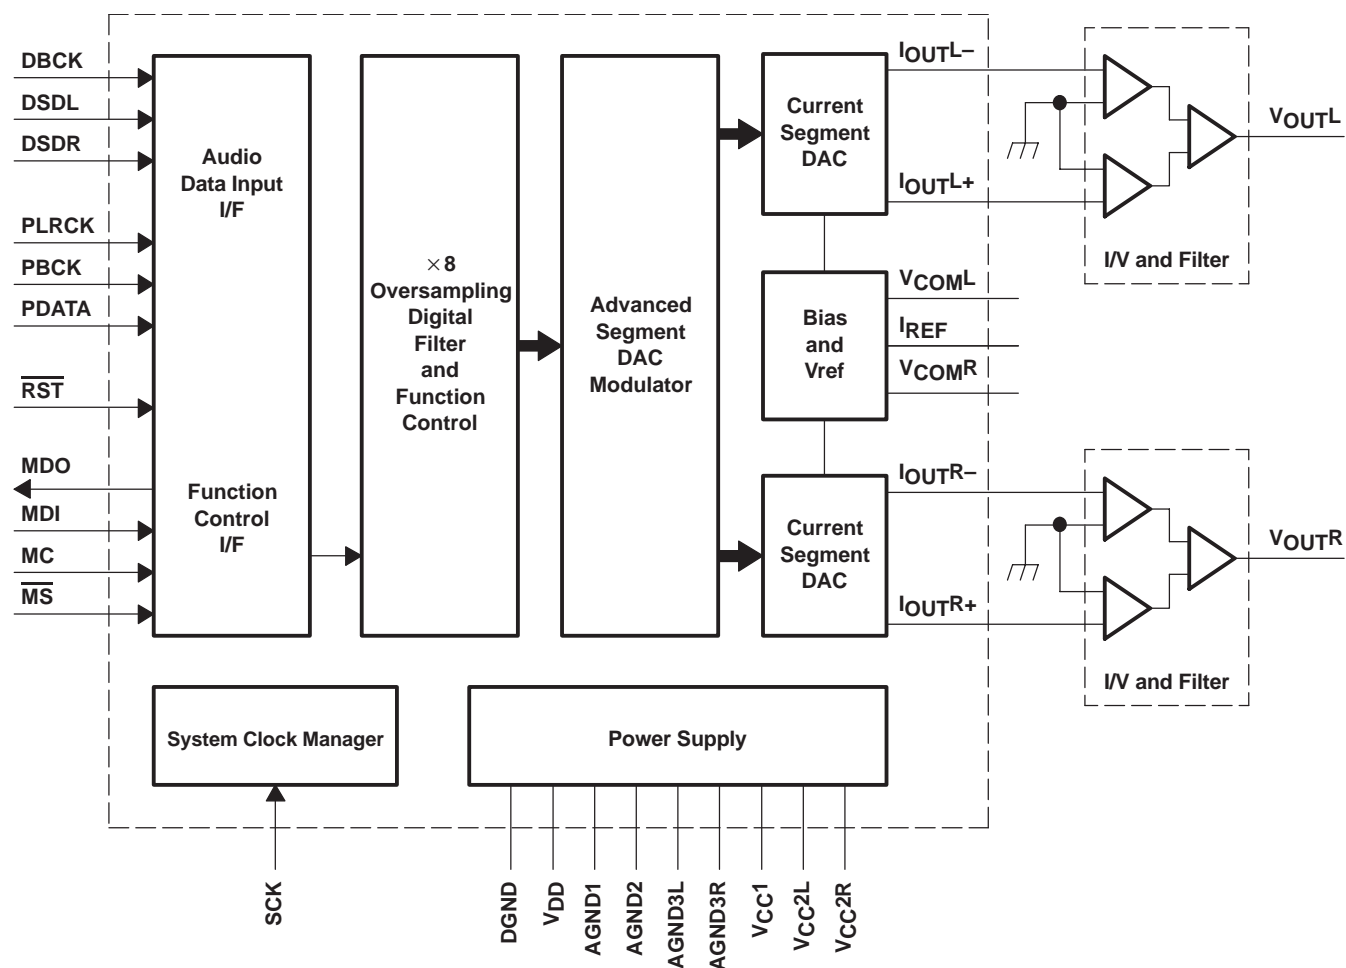 DBCK
DSDL
DSDR
PLRCK
PBCK
PDATA
RST
MDO
MDI
MC
MS
Audio
Data Input
I/F
Function
Control
I/F
×8
Oversampling
Digital
Filter
and
Function
Control
Advanced
Segment
DAC
Modulator
Current
Segment
DAC
Bias
and
Vref
Current
Segment
DAC
IOUTL–
IOUTL+
VCOML
IREF
VCOMR
IOUTR–
IOUTR+
VOUTL
I/V and Filter
VOUTR
I/V and Filter
System Clock Manager
Power Supply
SCK
DGND
VDD
AGND1
AGND2
AGND3L
AGND3R
VCC1
VCC2L
VCC2R